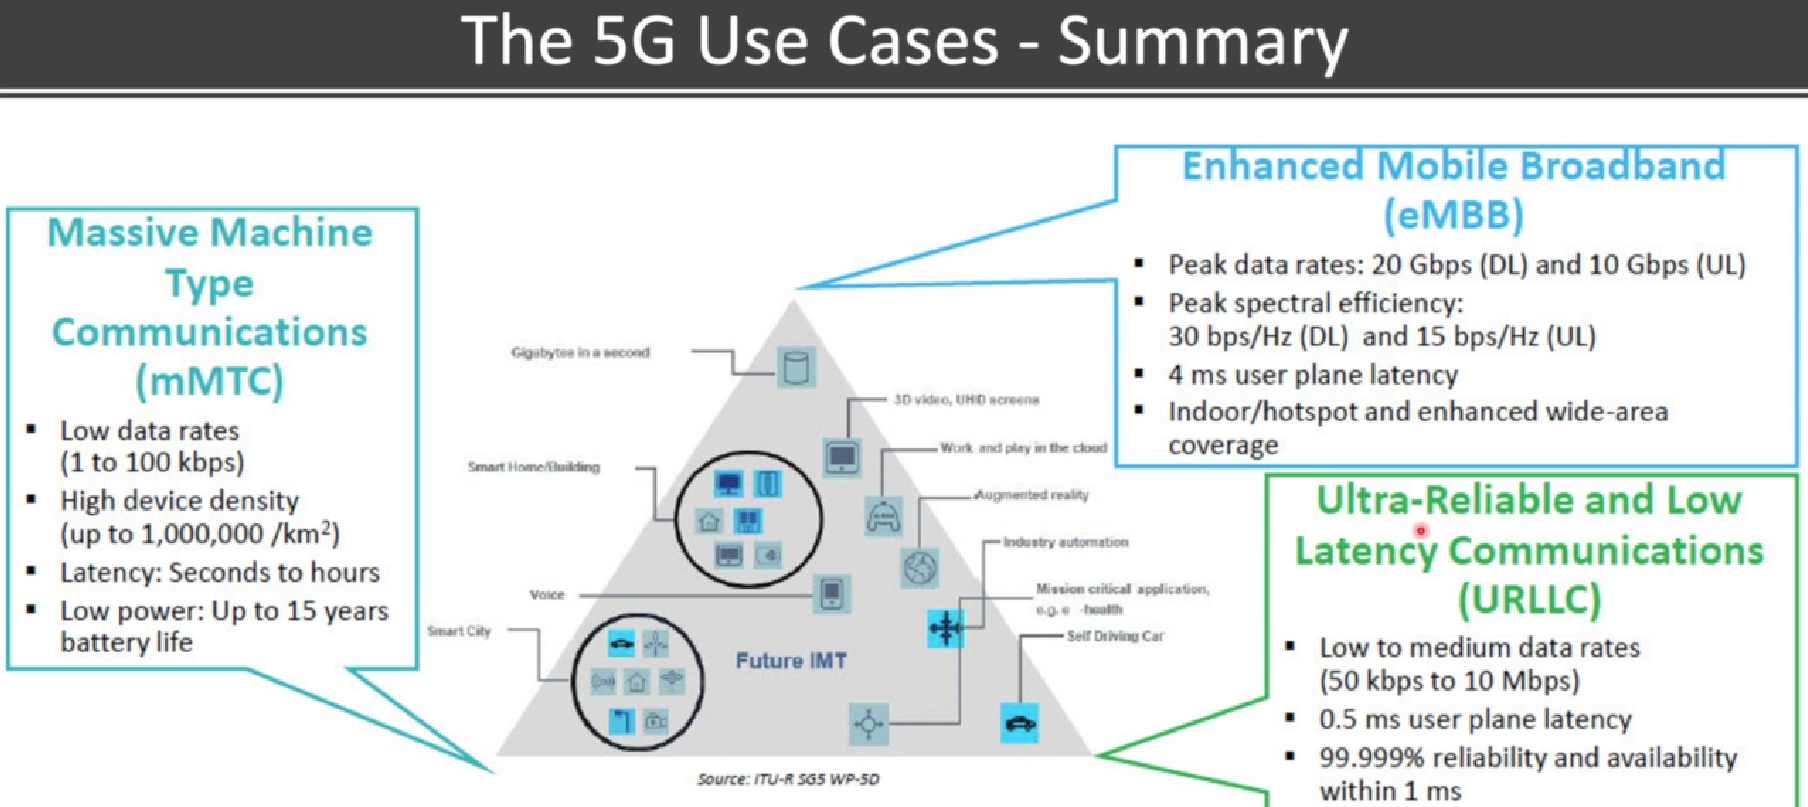 The 5G Use Cases - Summary
Massive Machine
Type
Communications
(mMTC)
▪ Low data rates
(1 to 100 kbps)
▪ High device density
(up to 1,000,000 /km²)
▪ Latency: Seconds to hours
▪ Low power: Up to 15 years
battery life
Enhanced Mobile Broadband
(eMBB)
▪ Peak data rates: 20 Gbps (DL) and 10 Gbps (UL)
▪ Peak spectral efficiency:
30 bps/Hz (DL) and 15 bps/Hz (UL)
▪ 4 ms user plane latency
▪ Indoor/hotspot and enhanced wide-area
coverage
Ultra-Reliable and Low
Latency Communications
(URLLC)
▪ Low to medium data rates
(50 kbps to 10 Mbps)
▪ 0.5 ms user plane latency
▪ 99.999% reliability and availability
within 1 ms
Gigabytes in a second
3D video, UHD screens
Work and play in the cloud
Smart Home/Building
Augmented reality
Industry automation
Mission critical application,
e.g. e -health
Voice
Smart City
Self Driving Car
Future IMT
Source: ITU-R SG5 WP-5D